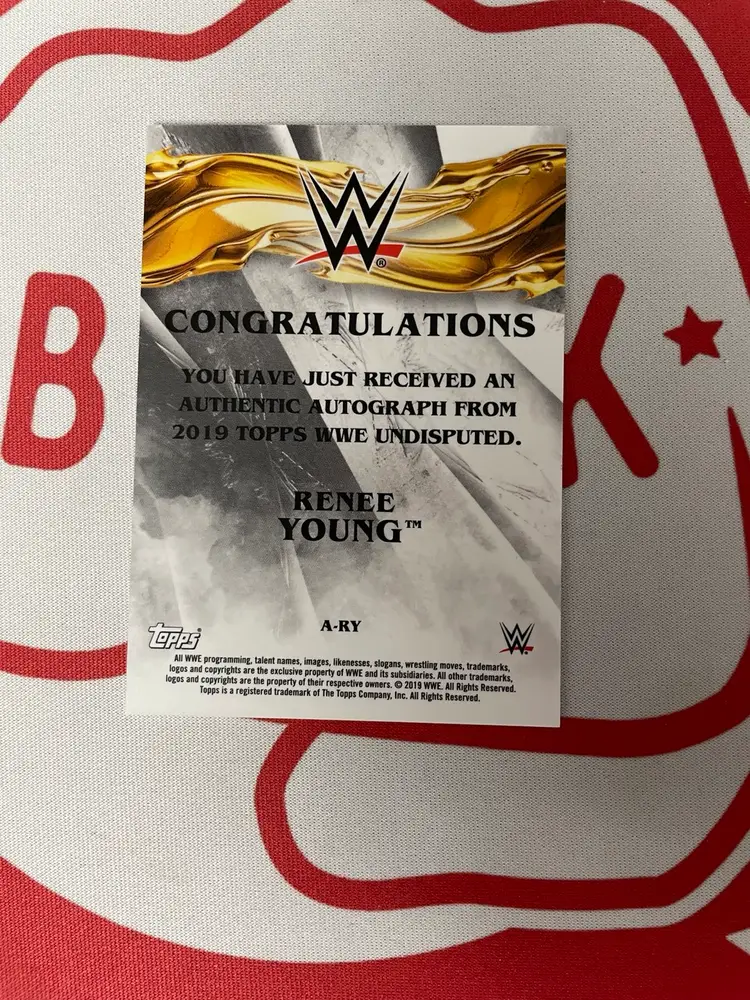 W
®
CONGRATULATIONS
YOU HAVE JUST RECEIVED AN
AUTHENTIC AUTOGRAPH FROM
2019 TOPPS WWE UNDISPUTED.
B
K
RENEE
YOUNG™
A-RY
Topps®
W
All WWE programming, talent names, images, likenesses, slogans, wrestling moves, trademarks,
logos and copyrights are the exclusive property of WWE and its subsidiaries. All other trademarks,
logos and copyrights are the property of their respective owners. © 2019 WWE. All Rights Reserved.
Topps is a registered trademark of The Topps Company, Inc. All Rights Reserved.